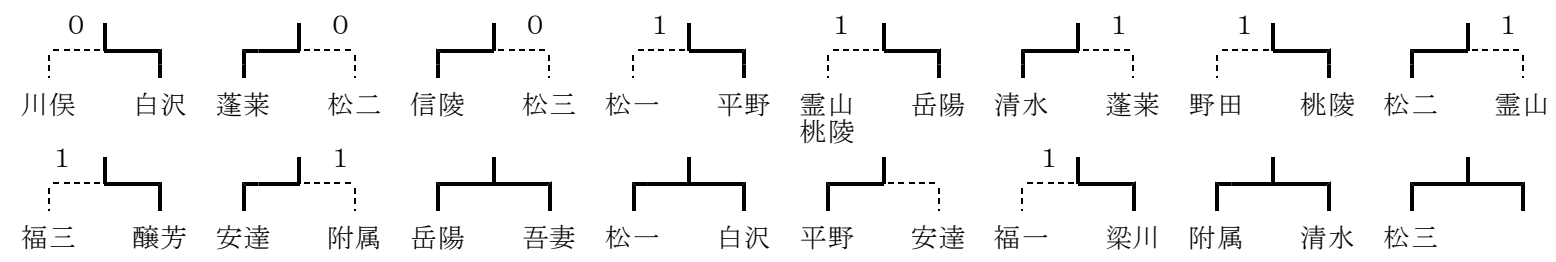 0 0 0 1 1 1 1 1
川俣 白沢 蓬莱 松二 信陵 松三 松一 平野 霊山 岳陽 清水 蓬莱 野田 桃陵 松二 霊山
桃陵
1 1 1
福三 醸芳 安達 附属 岳陽 吾妻 松一 白沢 平野 安達 福一 梁川 附属 清水 松三